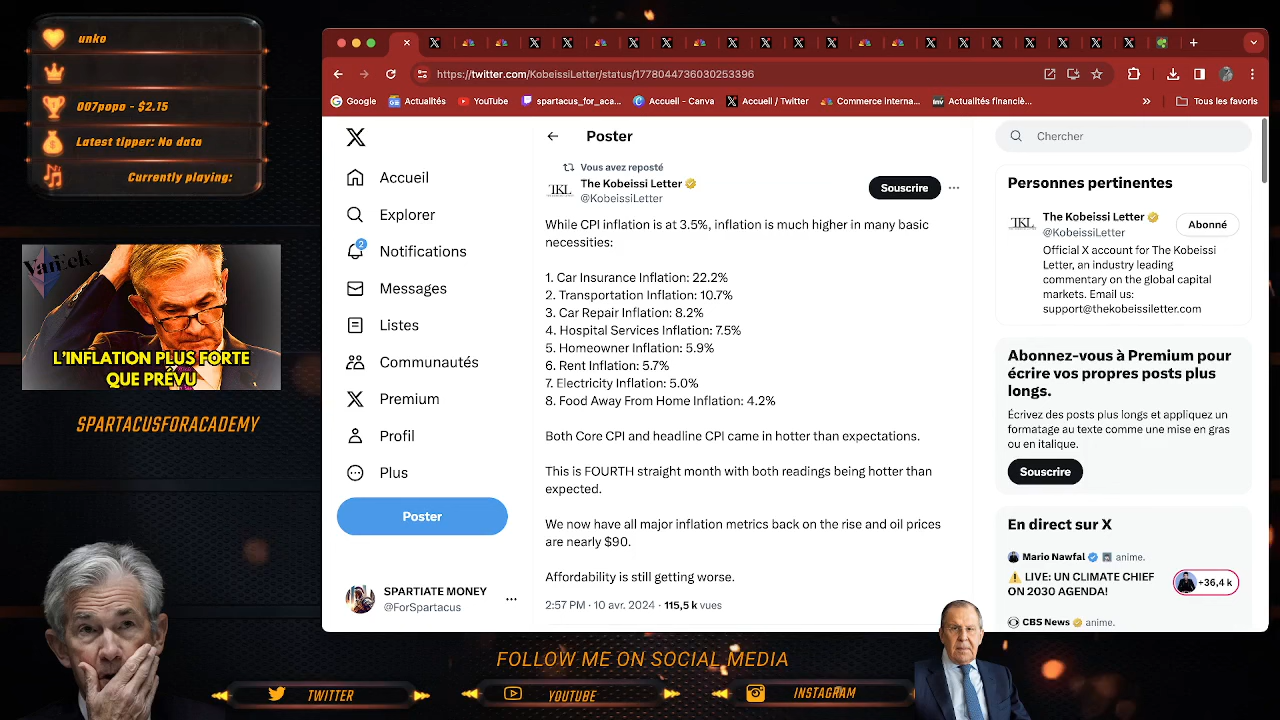 unko
007popo - $2.15
Latest tipper: No data
Currently playing:
VanEck
L'INFLATION PLUS FORTE
QUE PRÉVU
SPARTACUSFORACADEMY
https://twitter.com/KobeissiLetter/status/1778044736030253396
Google
Actualités
YouTube
spartacus_for_aca...
Accueil - Canva
Accueil / Twitter
Commerce Interna...
inv
Actualités financiè...
»
Tous les favoris
Accueil
Explorer
2
Notifications
Messages
Listes
Communautés
Premium
Profil
Plus
Poster
SPARTIATE MONEY
@ForSpartacus
Poster
Vous avez reposté
TKL
The Kobeissi Letter
@KobeissiLetter
Souscrire
While CPI inflation is at 3.5%, inflation is much higher in many basic
necessities:
1. Car Insurance Inflation: 22.2%
2. Transportation Inflation: 10.7%
3. Car Repair Inflation: 8.2%
4. Hospital Services Inflation: 7.5%
5. Homeowner Inflation: 5.9%
6. Rent Inflation: 5.7%
7. Electricity Inflation: 5.0%
8. Food Away From Home Inflation: 4.2%
Both Core CPI and headline CPI came in hotter than expectations.
This is FOURTH straight month with both readings being hotter than
expected.
We now have all major inflation metrics back on the rise and oil prices
are nearly $90.
Affordability is still getting worse.
2:57 PM · 10 avr. 2024 · 115,5 k vues
Chercher
Personnes pertinentes
TKL
The Kobeissi Letter
@KobeissiLetter
Abonné
Official X account for The Kobeissi
Letter, an industry leading
commentary on the global capital
markets. Email us:
support@thekobeissiletter.com
Abonnez-vous à Premium pour
écrire vos propres posts plus
longs.
Écrivez des posts plus longs et appliquez un
formatage au texte comme une mise en gras
ou en italique.
Souscrire
En direct sur X
Mario Nawfal anime.
⚠️ LIVE: UN CLIMATE CHIEF
ON 2030 AGENDA!
+36,4 k
CBS News anime.
FOLLOW ME ON SOCIAL MEDIA
TWITTER
YOUTUBE
INSTAGRAM